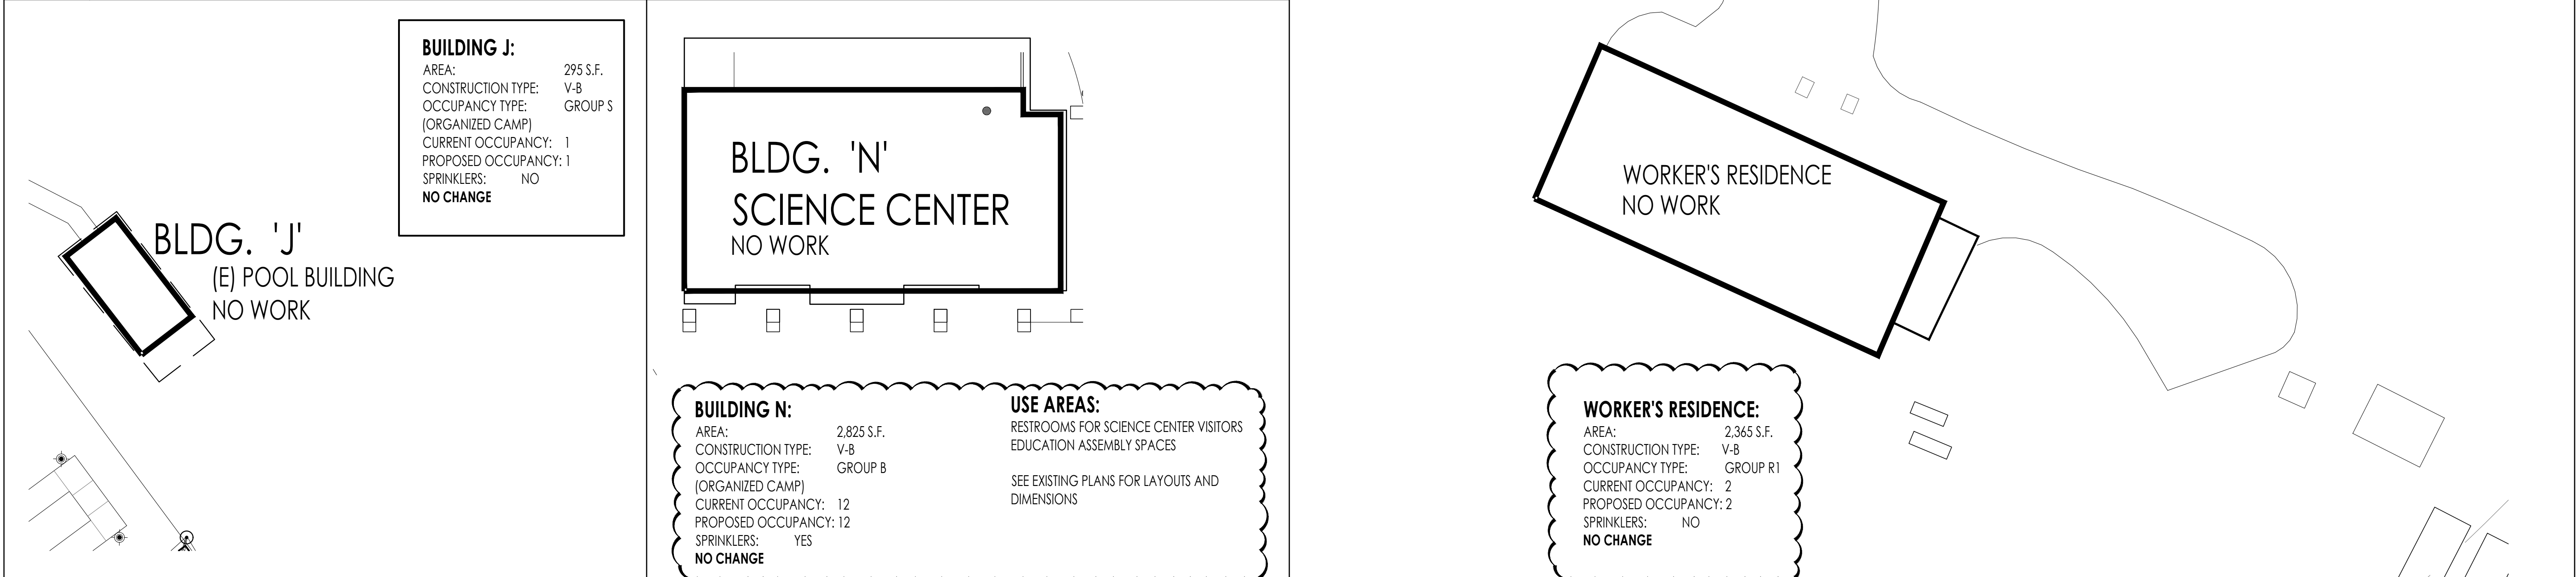 BUILDING J:
AREA: 295 S.F.
CONSTRUCTION TYPE: V-B
OCCUPANCY TYPE: GROUP S
(ORGANIZED CAMP)
CURRENT OCCUPANCY: 1
PROPOSED OCCUPANCY: 1
SPRINKLERS: NO
NO CHANGE
BLDG. 'J'
(E) POOL BUILDING
NO WORK
BLDG. 'N'
SCIENCE CENTER
NO WORK
BUILDING N:
AREA: 2,825 S.F.
CONSTRUCTION TYPE: V-B
OCCUPANCY TYPE: GROUP B
(ORGANIZED CAMP)
CURRENT OCCUPANCY: 12
PROPOSED OCCUPANCY: 12
SPRINKLERS: YES
NO CHANGE
USE AREAS:
RESTROOMS FOR SCIENCE CENTER VISITORS
EDUCATION ASSEMBLY SPACES
SEE EXISTING PLANS FOR LAYOUTS AND
DIMENSIONS
WORKER'S RESIDENCE
NO WORK
WORKER'S RESIDENCE:
AREA: 2,365 S.F.
CONSTRUCTION TYPE: V-B
OCCUPANCY TYPE: GROUP R1
CURRENT OCCUPANCY: 2
PROPOSED OCCUPANCY: 2
SPRINKLERS: NO
NO CHANGE